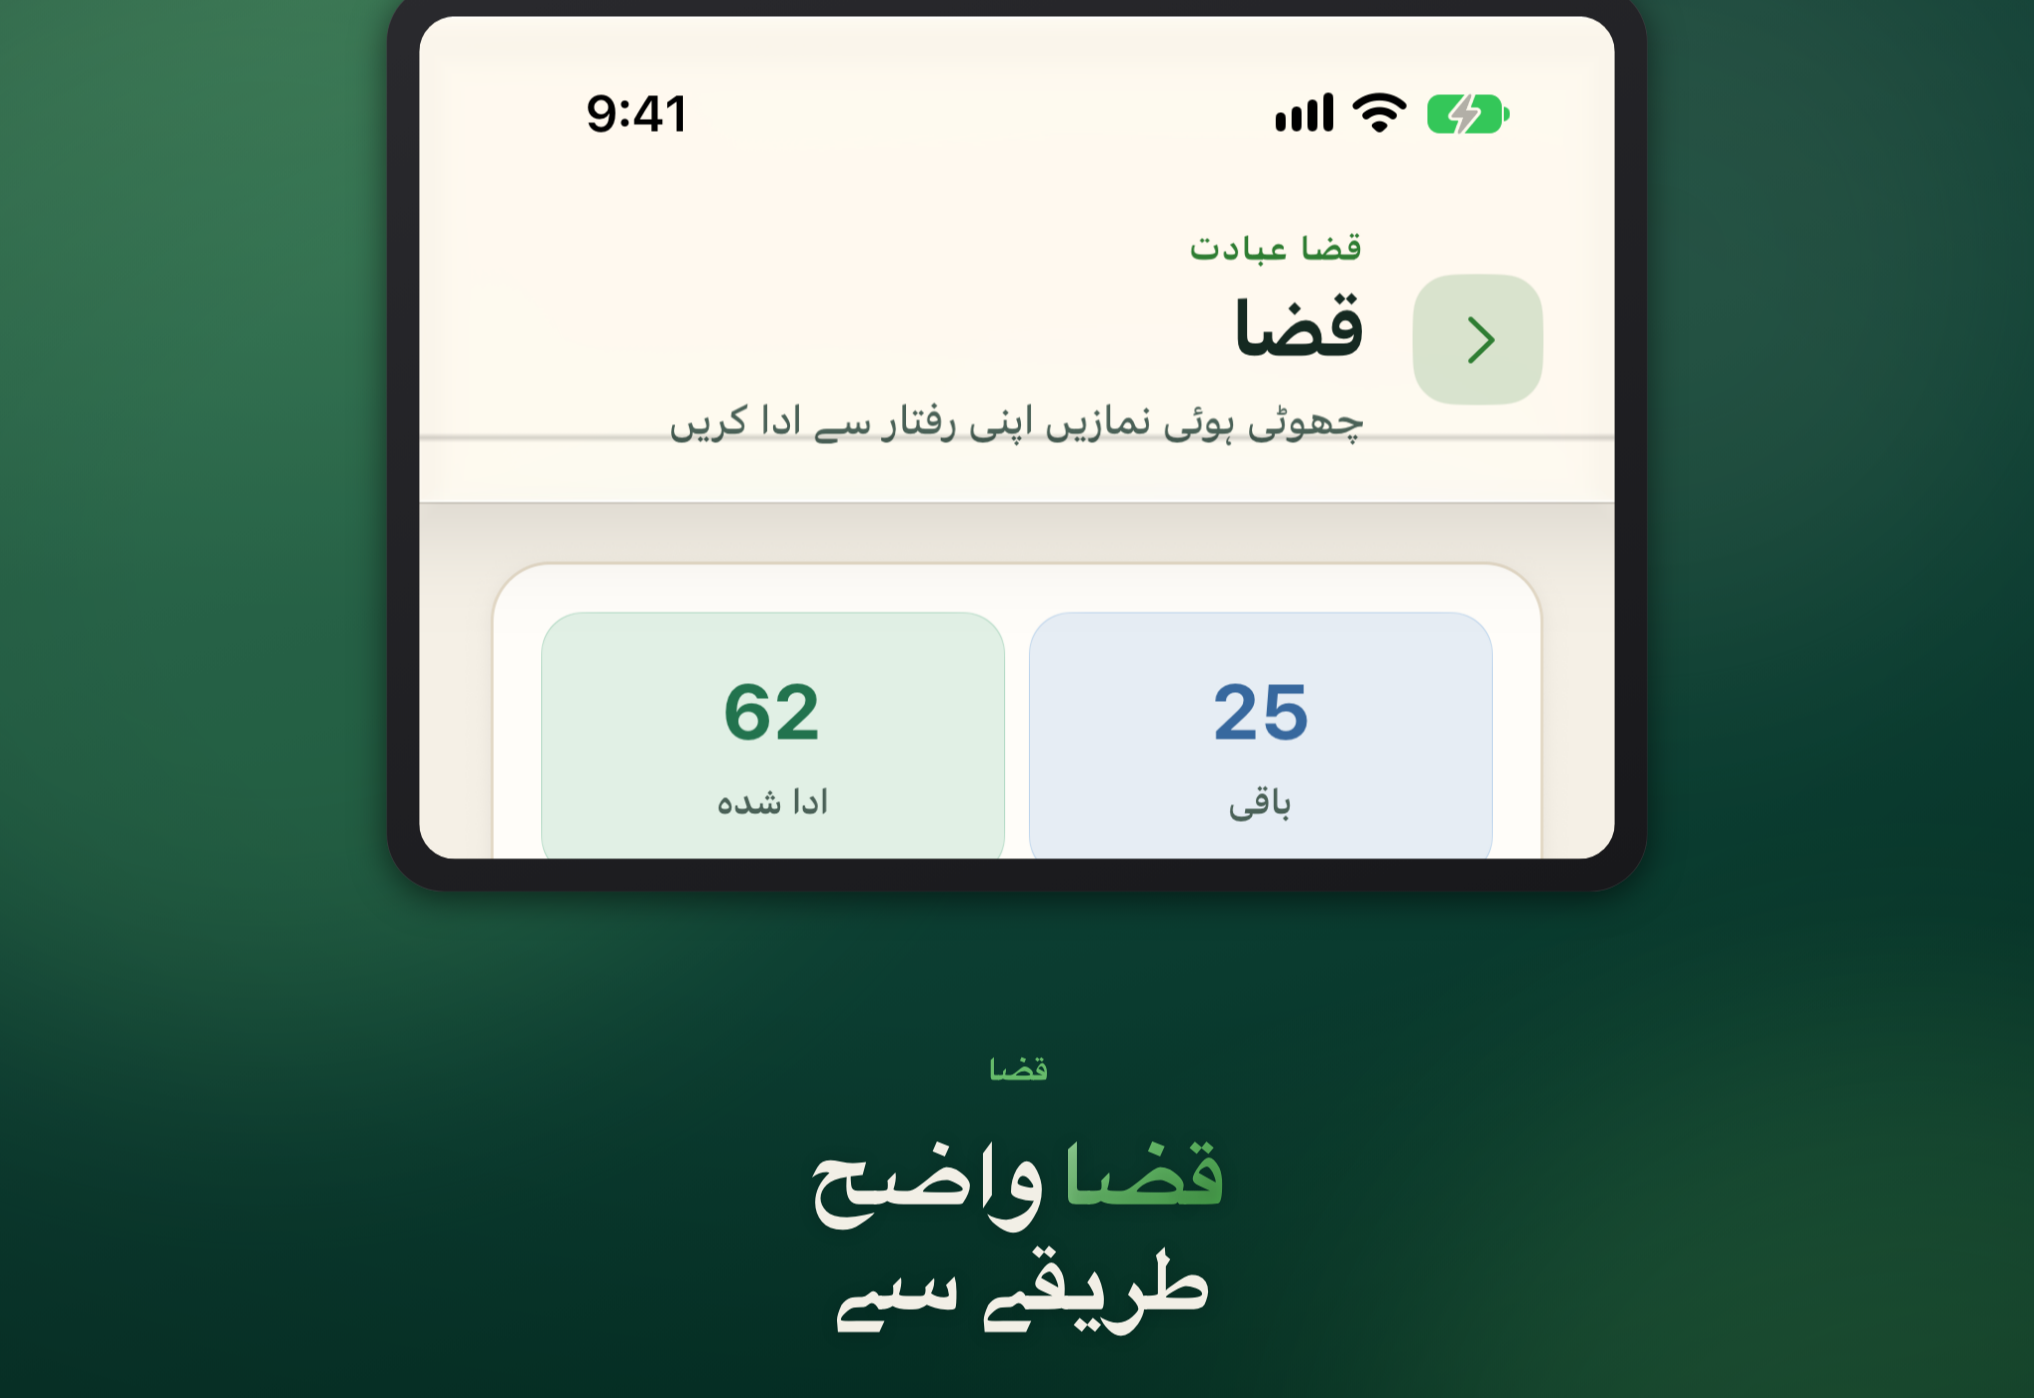 9:41
قضا عبادت
قضا
چھوٹی ہوئی نمازیں اپنی رفتار سے ادا کریں
25
باقی
62
ادا شدہ
قضا
قضا واضح
طریقے سے